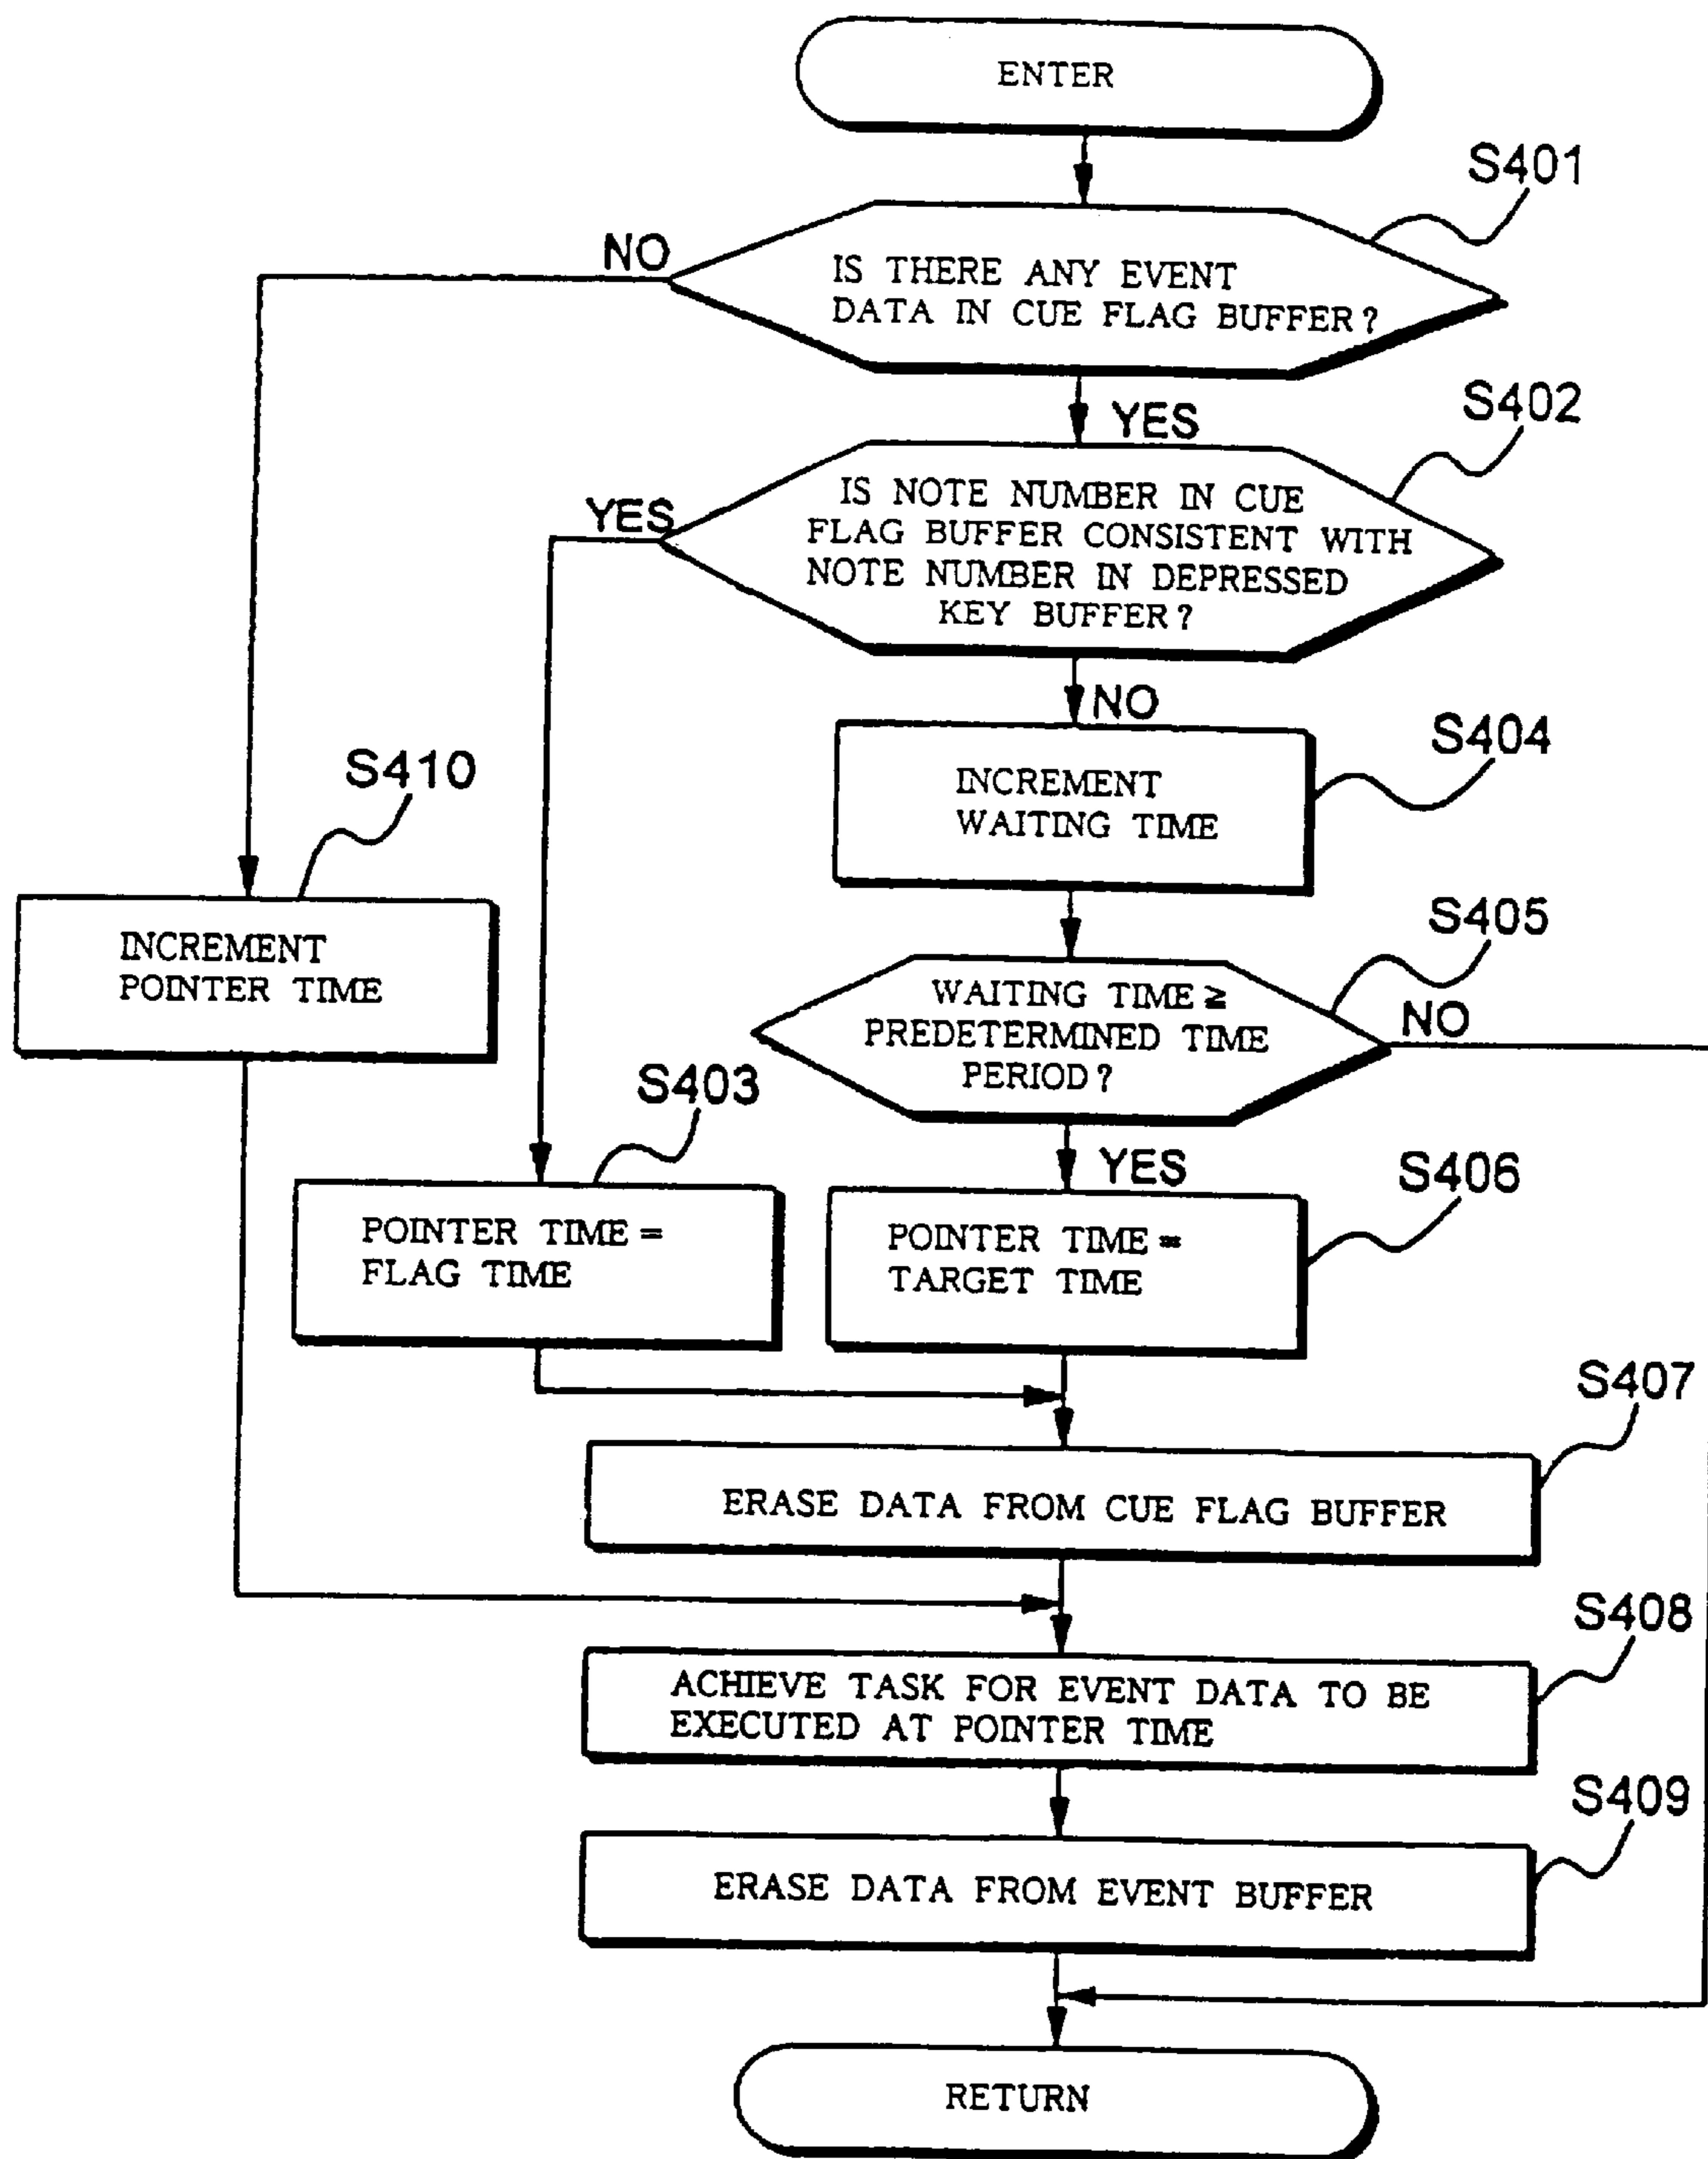 ENTER
S401
NO
IS THERE ANY EVENT
DATA IN CUE FLAG BUFFER?
YES
S402
YES
IS NOTE NUMBER IN CUE
FLAG BUFFER CONSISTENT WITH
NOTE NUMBER IN DEPRESSED
KEY BUFFER?
NO
S404
INCREMENT
WAITING TIME
S410
INCREMENT
POINTER TIME
S405
WAITING TIME ≥
PREDETERMINED TIME
PERIOD?
NO
YES
S403
POINTER TIME =
FLAG TIME
S406
POINTER TIME =
TARGET TIME
S407
ERASE DATA FROM CUE FLAG BUFFER
S408
ACHIEVE TASK FOR EVENT DATA TO BE
EXECUTED AT POINTER TIME
S409
ERASE DATA FROM EVENT BUFFER
RETURN